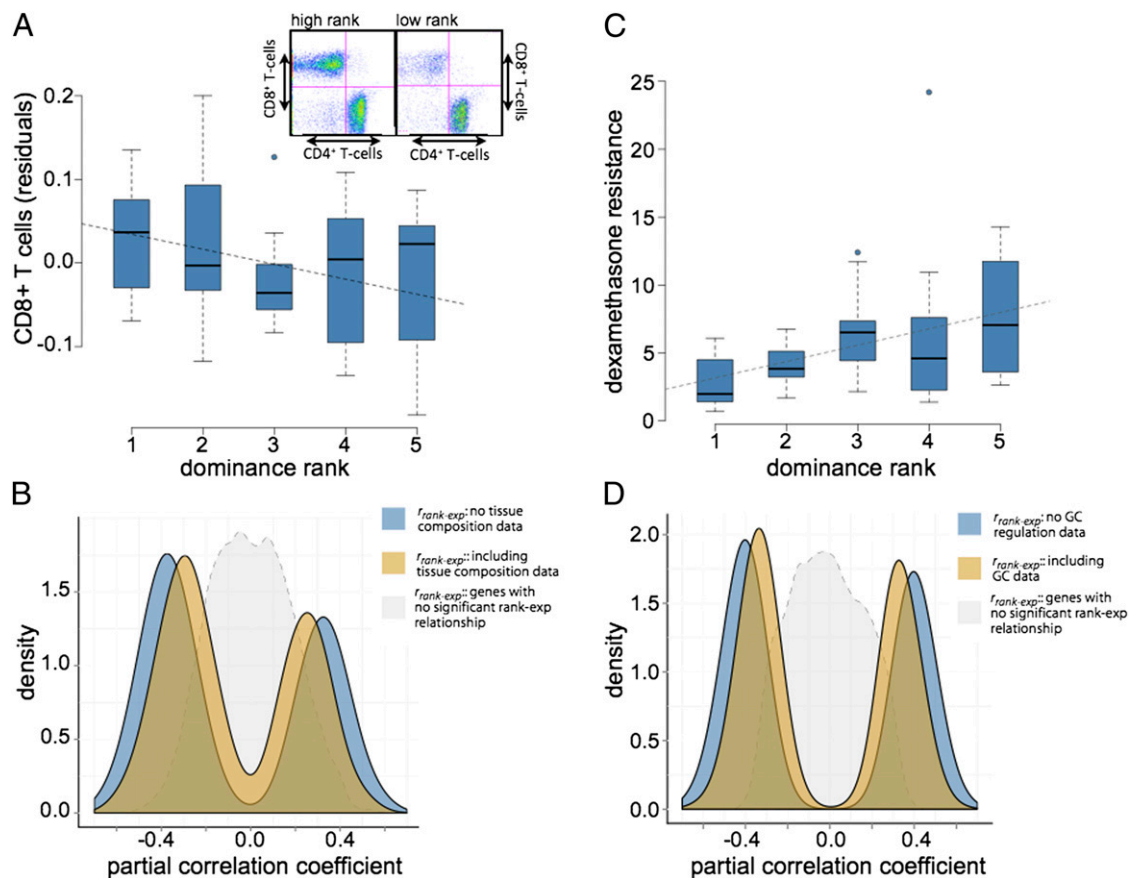 A
high rank
low rank
CD8⁺ T-cells
CD8⁺ T-cells
CD4⁺ T-cells
CD4⁺ T-cells
CD8+ T cells (residuals)
0.2
0.1
0.0
-0.1
1 2 3 4 5
dominance rank
C
dexamethasone resistance
25
20
15
10
5
0
1 2 3 4 5
dominance rank
B
r rank-exp: no tissue
composition data
r rank-exp:: including
tissue composition data
r rank-exp:: genes with
no significant rank-exp
relationship
density
1.5
1.0
0.5
0.0
-0.4 0.0 0.4
partial correlation coefficient
D
r rank-exp: no GC
regulation data
r rank-exp:: including
GC data
r rank-exp:: genes with
no significant rank-exp
relationship
density
2.0
1.5
1.0
0.5
0.0
-0.4 0.0 0.4
partial correlation coefficient